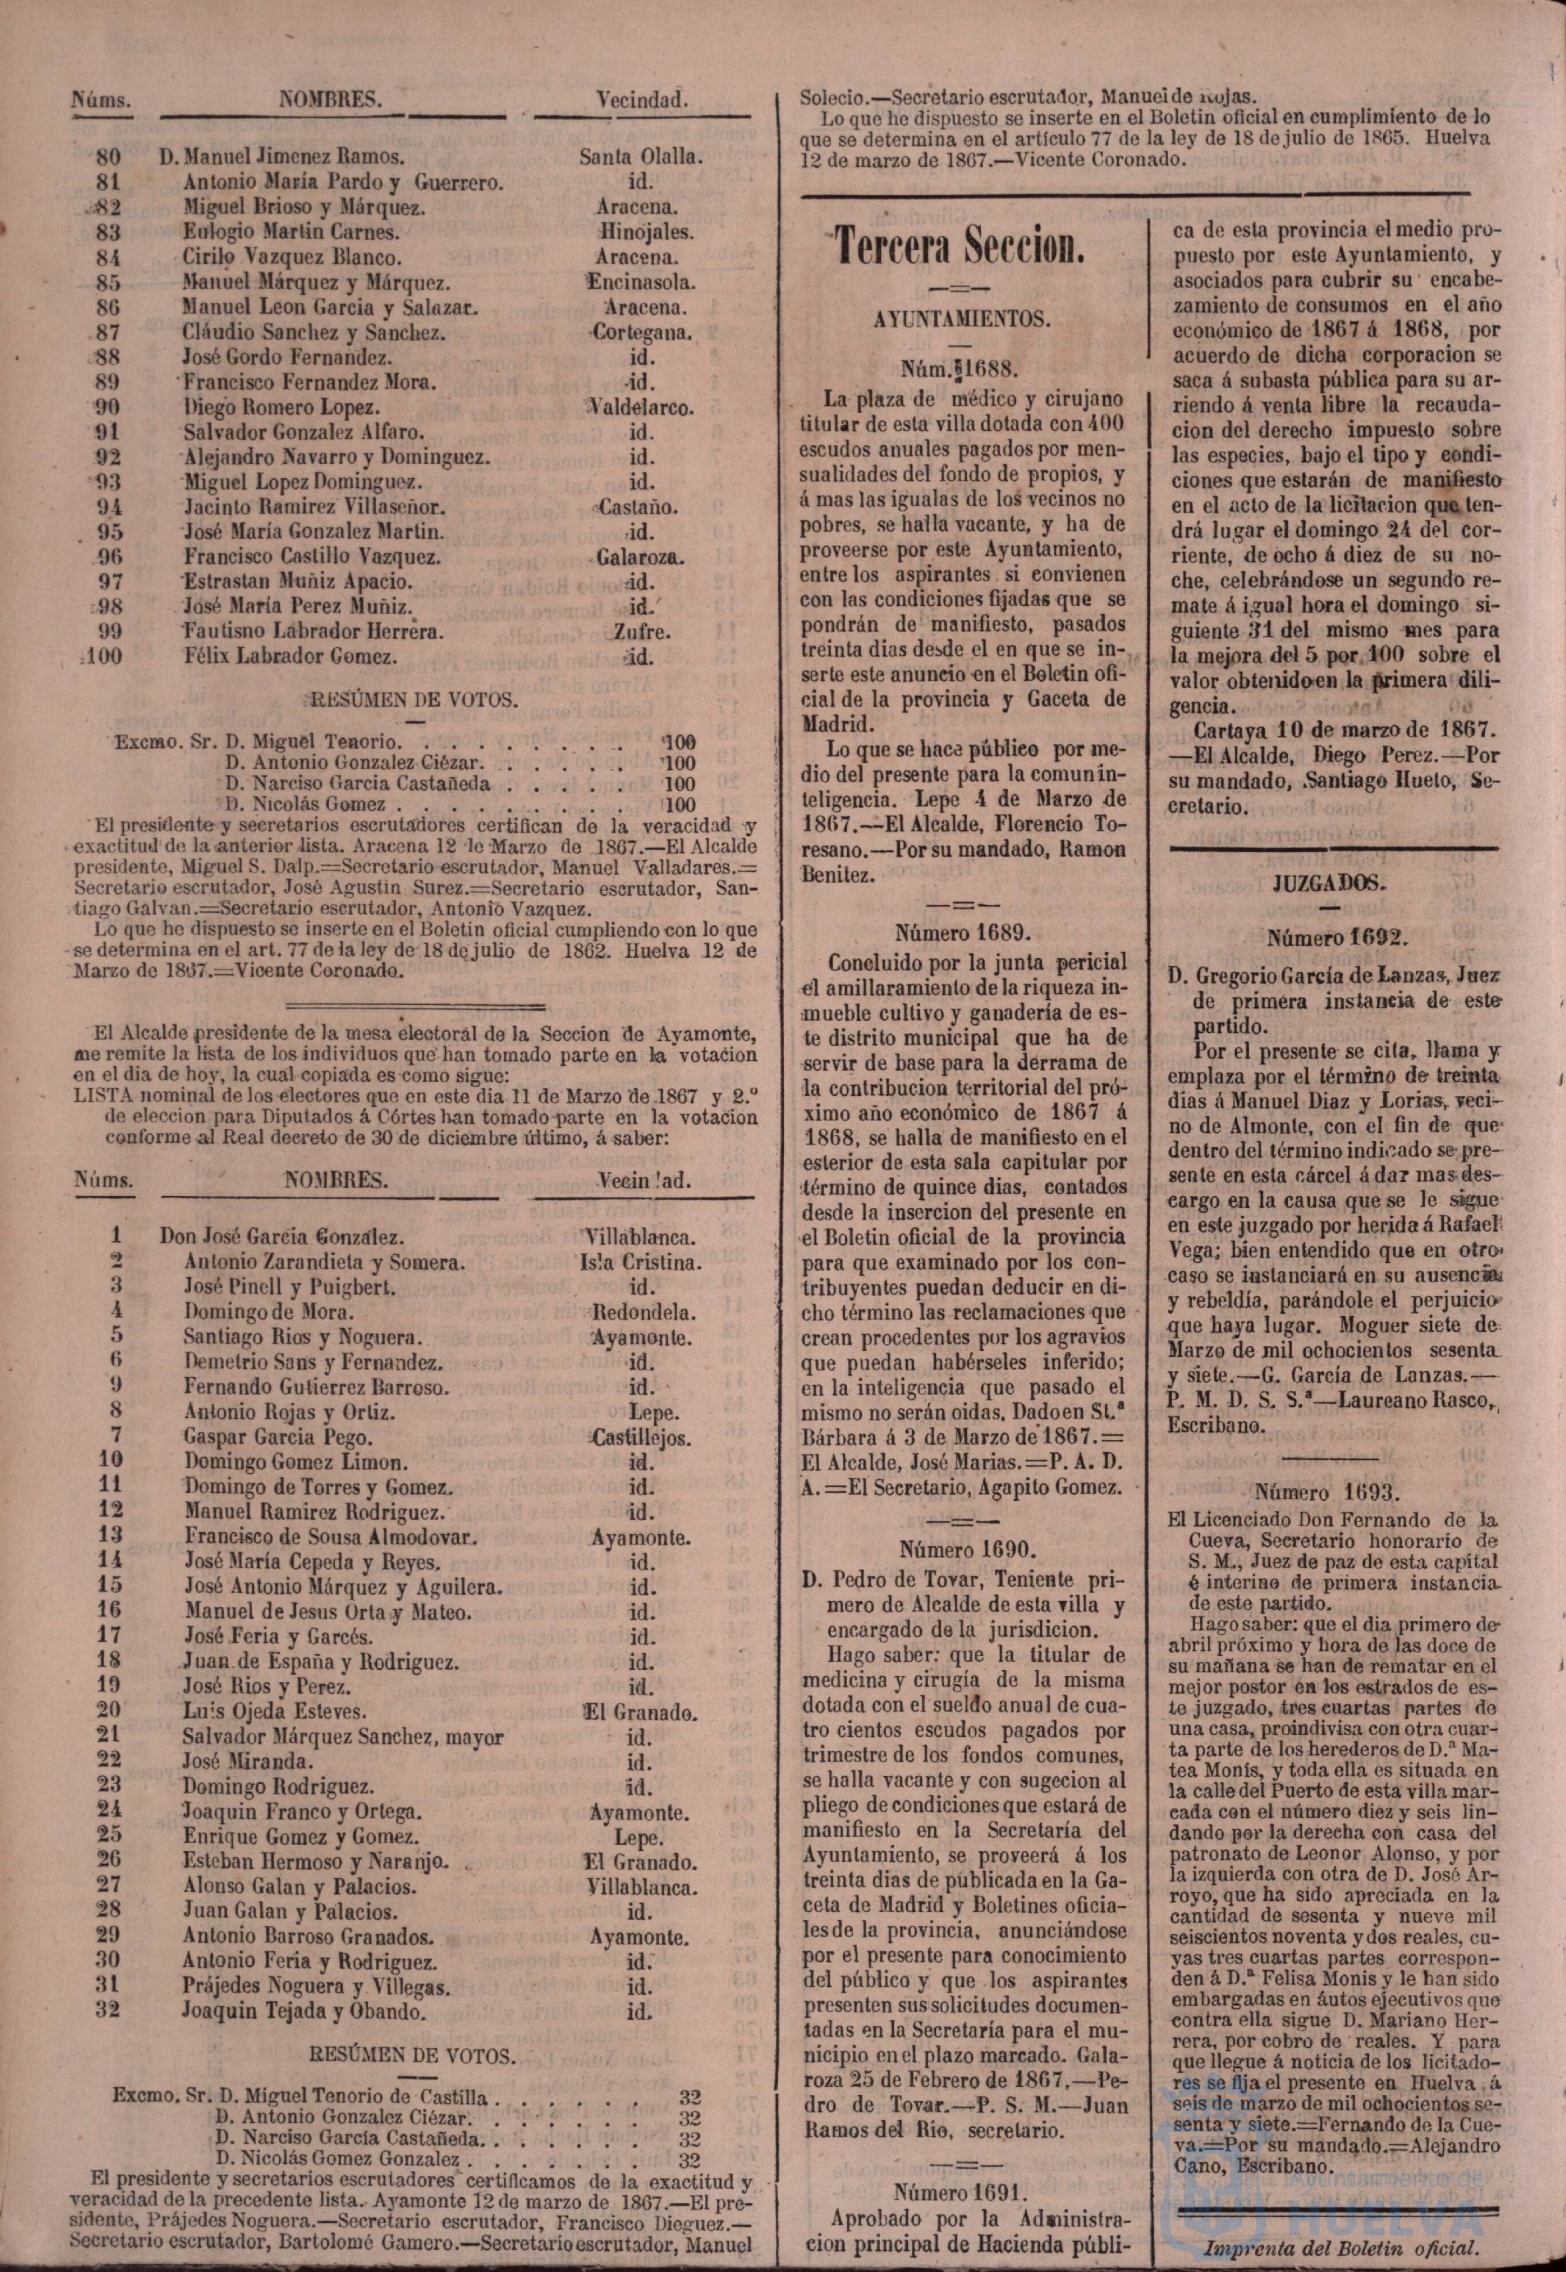 Núms. NOMBRES. Vecindad.
80 D. Manuel Jimenez Ramos. Santa Olalla.
81 Antonio María Pardo y Guerrero. id.
82 Miguel Brioso y Márquez. Aracena.
83 Eulogio Martin Carnes. Hinojales.
84 Cirilo Vazquez Blanco. Aracena.
85 Manuel Márquez y Márquez. Encinasola.
86 Manuel Leon Garcia y Salazar. Aracena.
87 Cláudio Sanchez y Sanchez. Cortegana.
88 José Gordo Fernandez. id.
89 Francisco Fernandez Mora. id.
90 Diego Romero Lopez. Valdelarco.
91 Salvador Gonzalez Alfaro. id.
92 Alejandro Navarro y Dominguez. id.
93 Miguel Lopez Dominguez. id.
94 Jacinto Ramirez Villaseñor. Castaño.
95 José María Gonzalez Martin. id.
96 Francisco Castillo Vazquez. Galaroza.
97 Estrastan Muñiz Apacio. id.
98 José María Perez Muñiz. id.
99 Fautisno Labrador Herrera. Zufre.
100 Félix Labrador Gomez. id.
RESÚMEN DE VOTOS.
Excmo. Sr. D. Miguel Tenorio. . . . . . . . . . 100
D. Antonio Gonzalez Ciézar. . . . . . . 100
D. Narciso Garcia Castañeda . . . . . 100
D. Nicolás Gomez . . . . . . . . . 100
El presidente y secretarios escrutadores certifican de la veracidad y
exactitud de la anterior lista. Aracena 12 de Marzo de 1867.—El Alcalde
presidente, Miguel S. Dalp.=Secretario escrutador, Manuel Valladares.=
Secretario escrutador, José Agustin Surez.=Secretario escrutador, San-
tiago Galvan.=Secretario escrutador, Antonio Vazquez.
Lo que he dispuesto se inserte en el Boletin oficial cumpliendo con lo que
se determina en el art. 77 de la ley de 18 de julio de 1862. Huelva 12 de
Marzo de 1867.=Vicente Coronado.
El Alcalde presidente de la mesa electoral de la Seccion de Ayamonte,
me remite la lista de los individuos que han tomado parte en la votacion
en el dia de hoy, la cual copiada es como sigue:
LISTA nominal de los electores que en este dia 11 de Marzo de 1867 y 2.º
de eleccion para Diputados á Córtes han tomado parte en la votacion
conforme al Real decreto de 30 de diciembre último, á saber:
Núms. NOMBRES. Vecin'ad.
1 Don José Garcia Gonzalez. Villablanca.
2 Antonio Zarandieta y Somera. Isla Cristina.
3 José Pinell y Puigbert. id.
4 Domingo de Mora. Redondela.
5 Santiago Rios y Noguera. Ayamonte.
6 Demetrio Sans y Fernandez. id.
9 Fernando Gutierrez Barroso. id.
8 Antonio Rojas y Ortiz. Lepe.
7 Gaspar Garcia Pego. Castillejos.
10 Domingo Gomez Limon. id.
11 Domingo de Torres y Gomez. id.
12 Manuel Ramirez Rodriguez. id.
13 Francisco de Sousa Almodovar. Ayamonte.
14 José María Cepeda y Reyes. id.
15 José Antonio Márquez y Aguilera. id.
16 Manuel de Jesus Orta y Mateo. id.
17 José Feria y Garcés. id.
18 Juan de España y Rodriguez. id.
19 José Rios y Perez. id.
20 Luis Ojeda Esteves. El Granado.
21 Salvador Márquez Sanchez, mayor id.
22 José Miranda. id.
23 Domingo Rodriguez. id.
24 Joaquin Franco y Ortega. Ayamonte.
25 Enrique Gomez y Gomez. Lepe.
26 Esteban Hermoso y Naranjo. El Granado.
27 Alonso Galan y Palacios. Villablanca.
28 Juan Galan y Palacios. id.
29 Antonio Barroso Granados. Ayamonte.
30 Antonio Feria y Rodriguez. id.
31 Prájedes Noguera y Villegas. id.
32 Joaquin Tejada y Obando. id.
RESÚMEN DE VOTOS.
Excmo. Sr. D. Miguel Tenorio de Castilla . . . . . . 32
D. Antonio Gonzalez Ciézar. . . . . . . 32
D. Narciso García Castañeda. . . . . . . 32
D. Nicolás Gomez Gonzalez . . . . . . . 32
El presidente y secretarios escrutadores certificamos de la exactitud y
veracidad de la precedente lista. Ayamonte 12 de marzo de 1867.—El pre-
sidente, Prájedes Noguera.—Secretario escrutador, Francisco Dieguez.—
Secretario escrutador, Bartolomé Gamero.—Secretario escrutador, Manuel
Solecio.—Secretario escrutador, Manuel de Rojas.
Lo que he dispuesto se inserte en el Boletin oficial en cumplimiento de lo
que se determina en el artículo 77 de la ley de 18 de julio de 1865. Huelva
12 de marzo de 1867.—Vicente Coronado.
Tercera Seccion.
AYUNTAMIENTOS.
Núm. 1688.
La plaza de médico y cirujano
titular de esta villa dotada con 400
escudos anuales pagados por men-
sualidades del fondo de propios, y
á mas las igualas de los vecinos no
pobres, se halla vacante, y ha de
proveerse por este Ayuntamiento,
entre los aspirantes si convienen
con las condiciones fijadas que se
pondrán de manifiesto, pasados
treinta dias desde el en que se in-
serte este anuncio en el Boletin ofi-
cial de la provincia y Gaceta de
Madrid.
Lo que se hace público por me-
dio del presente para la comun in-
teligencia. Lepe 4 de Marzo de
1867.—El Alcalde, Florencio To-
resano.—Por su mandado, Ramon
Benitez.
Número 1689.
Concluido por la junta pericial
el amillaramiento de la riqueza in-
mueble cultivo y ganadería de es-
te distrito municipal que ha de
servir de base para la derrama de
la contribucion territorial del pró-
ximo año económico de 1867 á
1868, se halla de manifiesto en el
esterior de esta sala capitular por
término de quince dias, contados
desde la insercion del presente en
el Boletin oficial de la provincia
para que examinado por los con-
tribuyentes puedan deducir en di-
cho término las reclamaciones que
crean procedentes por los agravios
que puedan habérseles inferido;
en la inteligencia que pasado el
mismo no serán oidas, Dado en St.ª
Bárbara á 3 de Marzo de 1867.=
El Alcalde, José Marias.=P. A. D.
A.=El Secretario, Agapito Gomez.
Número 1690.
D. Pedro de Tovar, Teniente pri-
mero de Alcalde de esta villa y
encargado de la jurisdicion.
Hago saber: que la titular de
medicina y cirugía de la misma
dotada con el sueldo anual de cua-
tro cientos escudos pagados por
trimestre de los fondos comunes,
se halla vacante y con sugecion al
pliego de condiciones que estará de
manifiesto en la Secretaría del
Ayuntamiento, se proveerá á los
treinta dias de publicada en la Ga-
ceta de Madrid y Boletines oficia-
les de la provincia, anunciándose
por el presente para conocimiento
del público y que los aspirantes
presenten sus solicitudes documen-
tadas en la Secretaría para el mu-
nicipio en el plazo marcado. Gala-
roza 25 de Febrero de 1867.—Pe-
dro de Tovar.—P. S. M.—Juan
Ramos del Rio, secretario.
Número 1691.
Aprobado por la Administra-
cion principal de Hacienda públi-
ca de esta provincia el medio pro-
puesto por este Ayuntamiento, y
asociados para cubrir su encabe-
zamiento de consumos en el año
económico de 1867 á 1868, por
acuerdo de dicha corporacion se
saca á subasta pública para su ar-
riendo á venta libre la recauda-
cion del derecho impuesto sobre
las especies, bajo el tipo y condi-
ciones que estarán de manifiesto
en el acto de la licitacion que ten-
drá lugar el domingo 24 del cor-
riente, de ocho á diez de su no-
che, celebrándose un segundo re-
mate á igual hora el domingo si-
guiente 31 del mismo mes para
la mejora del 5 por 100 sobre el
valor obtenido en la primera dili-
gencia.
Cartaya 10 de marzo de 1867.
—El Alcalde, Diego Perez.—Por
su mandado, Santiago Hueto, Se-
cretario.
JUZGADOS.
Número 1692.
D. Gregorio García de Lanzas, Juez
de primera instancia de este
partido.
Por el presente se cita, llama y
emplaza por el término de treinta
dias á Manuel Diaz y Lorias, veci-
no de Almonte, con el fin de que
dentro del término indicado se pre-
sente en esta cárcel á dar mas des-
cargo en la causa que se le sigue
en este juzgado por herida á Rafael
Vega; bien entendido que en otro
caso se instanciará en su ausencia
y rebeldía, parándole el perjuicio
que haya lugar. Moguer siete de
Marzo de mil ochocientos sesenta
y siete.—G. García de Lanzas.—
P. M. D. S. S.ª—Laureano Rasco,
Escribano.
Número 1693.
El Licenciado Don Fernando de la
Cueva, Secretario honorario de
S. M., Juez de paz de esta capital
é interino de primera instancia
de este partido.
Hago saber: que el dia primero de
abril próximo y hora de las doce de
su mañana se han de rematar en el
mejor postor en los estrados de es-
te juzgado, tres cuartas partes de
una casa, proindivisa con otra cuar-
ta parte de los herederos de D.ª Ma-
tea Monis, y toda ella es situada en
la calle del Puerto de esta villa mar-
cada con el número diez y seis lin-
dando por la derecha con casa del
patronato de Leonor Alonso, y por
la izquierda con otra de D. José Ar-
royo, que ha sido apreciada en la
cantidad de sesenta y nueve mil
seiscientos noventa y dos reales, cu-
yas tres cuartas partes correspon-
den á D.ª Felisa Monis y le han sido
embargadas en áutos ejecutivos que
contra ella sigue D. Mariano Her-
rera, por cobro de reales. Y para
que llegue á noticia de los licitado-
res se fija el presente en Huelva á
seis de marzo de mil ochocientos se-
senta y siete.=Fernando de la Cue-
va.=Por su mandado.=Alejandro
Cano, Escribano.
Ayuntamiento de
HUELVA
Imprenta del Boletin oficial.